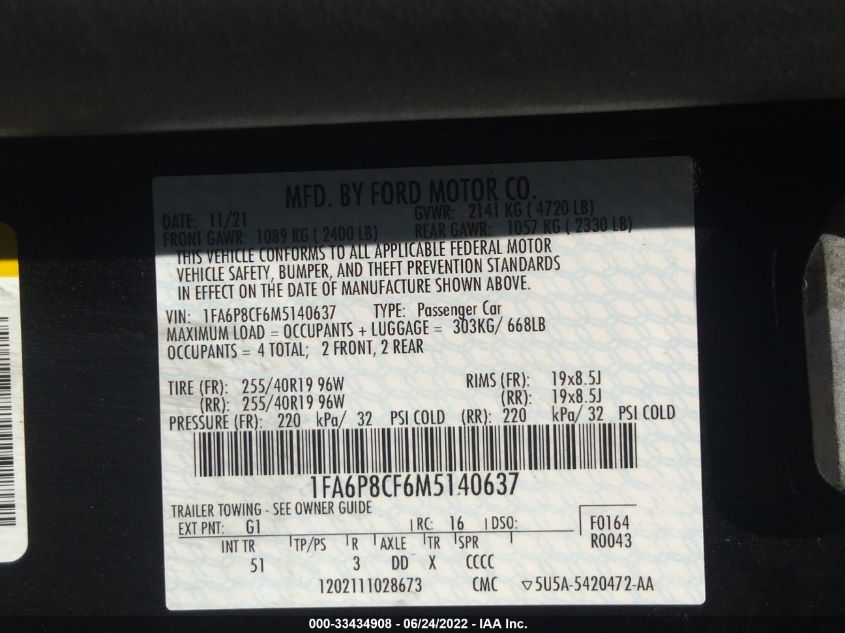 MFD. BY FORD MOTOR CO.
DATE: 11/21 GVWR: 2141 KG ( 4720 LB)
FRONT GAWR: 1089 KG ( 2400 LB) REAR GAWR: 1057 KG ( 2330 LB)
THIS VEHICLE CONFORMS TO ALL APPLICABLE FEDERAL MOTOR
VEHICLE SAFETY, BUMPER, AND THEFT PREVENTION STANDARDS
IN EFFECT ON THE DATE OF MANUFACTURE SHOWN ABOVE.
VIN: 1FA6P8CF6M5140637 TYPE: Passenger Car
MAXIMUM LOAD = OCCUPANTS + LUGGAGE = 303KG/ 668LB
OCCUPANTS = 4 TOTAL; 2 FRONT, 2 REAR
TIRE (FR): 255/40R19 96W RIMS (FR): 19x8.5J
(RR): 255/40R19 96W (RR): 19x8.5J
PRESSURE (FR): 220 kPa/ 32 PSI COLD (RR): 220 kPa/ 32 PSI COLD
1FA6P8CF6M5140637
TRAILER TOWING - SEE OWNER GUIDE
EXT PNT: G1 RC: 16 DSO: F0164
INT TR TP/PS R AXLE TR SPR R0043
51 3 DD X CCCC
1202111028673 CMC ▽5U5A-5420472-AA
000-33434908 - 06/24/2022 - IAA Inc.